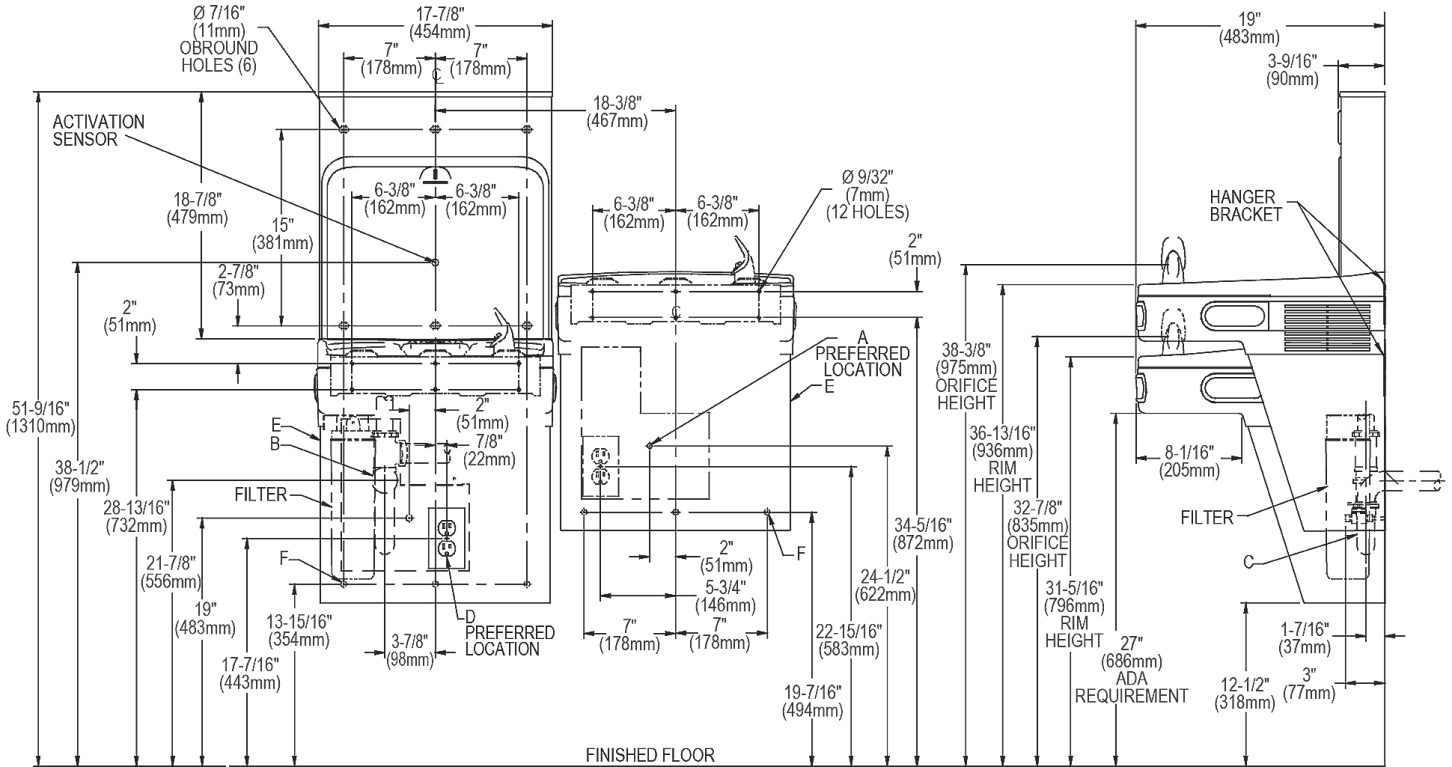 Ø 7/16"
(11mm)
OBROUND
HOLES (6)
17-7/8"
(454mm)
7"
(178mm)
7"
(178mm)
C
L
18-3/8"
(467mm)
ACTIVATION
SENSOR
18-7/8"
(479mm)
15"
(381mm)
2-7/8"
(73mm)
2"
(51mm)
6-3/8"
(162mm)
6-3/8"
(162mm)
6-3/8"
(162mm)
6-3/8"
(162mm)
Ø 9/32"
(7mm)
(12 HOLES)
2"
(51mm)
C
L
A
PREFERRED
LOCATION
E
51-9/16"
(1310mm)
38-1/2"
(979mm)
28-13/16"
(732mm)
21-7/8"
(556mm)
19"
(483mm)
17-7/16"
(443mm)
13-15/16"
(354mm)
E
B
FILTER
F
2"
(51mm)
7/8"
(22mm)
3-7/8"
(98mm)
D
PREFERRED
LOCATION
F
2"
(51mm)
5-3/4"
(146mm)
7"
(178mm)
7"
(178mm)
34-5/16"
(872mm)
24-1/2"
(622mm)
22-15/16"
(583mm)
19-7/16"
(494mm)
FINISHED FLOOR
19"
(483mm)
3-9/16"
(90mm)
HANGER
BRACKET
38-3/8"
(975mm)
ORIFICE
HEIGHT
36-13/16"
(936mm)
RIM
HEIGHT
32-7/8"
(835mm)
ORIFICE
HEIGHT
31-5/16"
(796mm)
RIM
HEIGHT
27"
(686mm)
ADA
REQUIREMENT
8-1/16"
(205mm)
FILTER
C
12-1/2"
(318mm)
1-7/16"
(37mm)
3"
(77mm)